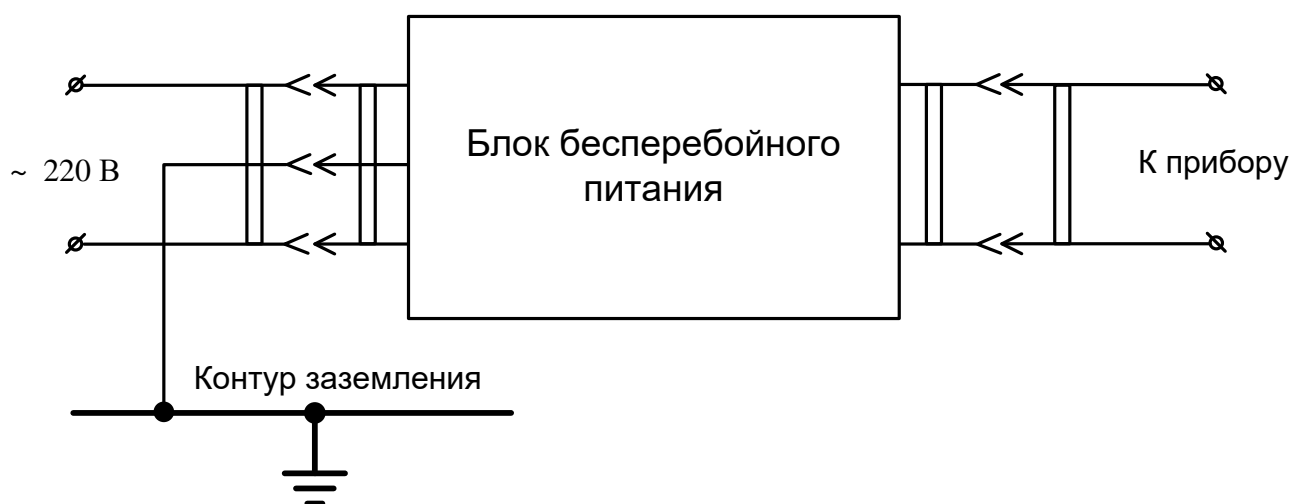 Блок бесперебойного
питания
~ 220 В
К прибору
Контур заземления